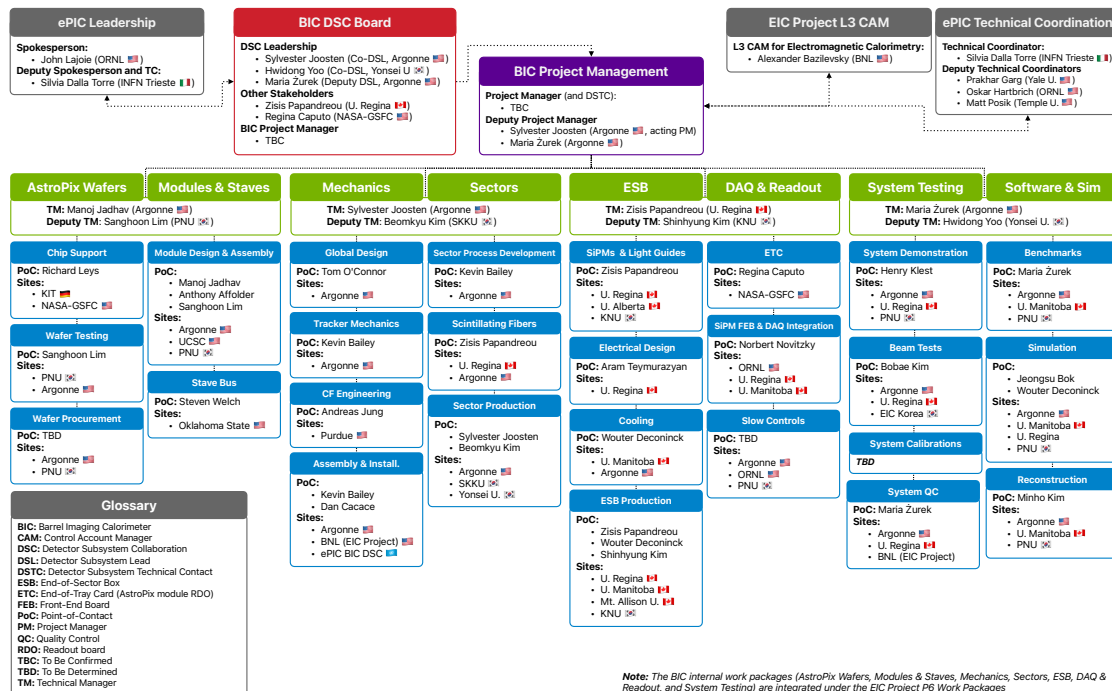 ePIC Leadership
Spokesperson:
• John Lajoie (ORNL 🇺🇸)
Deputy Spokesperson and TC:
• Silvia Dalla Torre (INFN Trieste 🇮🇹)
BIC DSC Board
DSC Leadership
• Sylvester Joosten (Co-DSL, Argonne 🇺🇸)
• Hwidong Yoo (Co-DSL, Yonsei U 🇰🇷)
• Maria Żurek (Deputy DSL, Argonne 🇺🇸)
Other Stakeholders
• Zisis Papandreou (U. Regina 🇨🇦)
• Regina Caputo (NASA-GSFC 🇺🇸)
BIC Project Manager
• TBC
BIC Project Management
Project Manager (and DSTC):
• TBC
Deputy Project Manager
• Sylvester Joosten (Argonne 🇺🇸, acting PM)
• Maria Żurek (Argonne 🇺🇸)
EIC Project L3 CAM
L3 CAM for Electromagnetic Calorimetry:
• Alexander Bazilevsky (BNL 🇺🇸)
ePIC Technical Coordination
Technical Coordinator:
• Silvia Dalla Torre (INFN Trieste 🇮🇹)
Deputy Technical Coordinators
• Prakhar Garg (Yale U. 🇺🇸)
• Oskar Hartbrich (ORNL 🇺🇸)
• Matt Posik (Temple U. 🇺🇸)
AstroPix Wafers
Modules & Staves
TM: Manoj Jadhav (Argonne 🇺🇸)
Deputy TM: Sanghoon Lim (PNU 🇰🇷)
Chip Support
PoC: Richard Leys
Sites:
• KIT 🇩🇪
• NASA-GSFC 🇺🇸
Wafer Testing
PoC: Sanghoon Lim
Sites:
• PNU 🇰🇷
• Argonne 🇺🇸
Wafer Procurement
PoC: TBD
Sites:
• Argonne 🇺🇸
• PNU 🇰🇷
Module Design & Assembly
PoC:
• Manoj Jadhav
• Anthony Affolder
• Sanghoon Lim
Sites:
• Argonne 🇺🇸
• UCSC 🇺🇸
• PNU 🇰🇷
Stave Bus
PoC: Steven Welch
Sites:
• Oklahoma State 🇺🇸
Mechanics
Sectors
TM: Sylvester Joosten (Argonne 🇺🇸)
Deputy TM: Beomkyu Kim (SKKU 🇰🇷)
Global Design
PoC: Tom O'Connor
Sites:
• Argonne 🇺🇸
Tracker Mechanics
PoC: Kevin Bailey
Sites:
• Argonne 🇺🇸
CF Engineering
PoC: Andreas Jung
Sites:
• Purdue 🇺🇸
Assembly & Install.
PoC:
• Kevin Bailey
• Dan Cacace
Sites:
• Argonne 🇺🇸
• BNL (EIC Project) 🇺🇸
• ePIC BIC DSC 🇺🇳
Sector Process Development
PoC: Kevin Bailey
Sites:
• Argonne 🇺🇸
Scintillating Fibers
PoC: Zisis Papandreou
Sites:
• U. Regina 🇨🇦
• Argonne 🇺🇸
Sector Production
PoC:
• Sylvester Joosten
• Beomkyu Kim
Sites:
• Argonne 🇺🇸
• SKKU 🇰🇷
• Yonsei U. 🇰🇷
ESB
DAQ & Readout
TM: Zisis Papandreou (U. Regina 🇨🇦)
Deputy TM: Shinhyung Kim (KNU 🇰🇷)
SiPMs & Light Guides
PoC: Zisis Papandreou
Sites:
• U. Regina 🇨🇦
• U. Alberta 🇨🇦
• KNU 🇰🇷
Electrical Design
PoC: Aram Teymurazyan
Sites:
• U. Regina 🇨🇦
Cooling
PoC: Wouter Deconinck
Sites:
• U. Manitoba 🇨🇦
• Argonne 🇺🇸
ESB Production
PoC:
• Zisis Papandreou
• Wouter Deconinck
• Shinhyung Kim
Sites:
• U. Regina 🇨🇦
• U. Manitoba 🇨🇦
• Mt. Allison U. 🇨🇦
• KNU 🇰🇷
ETC
PoC: Regina Caputo
Sites:
• NASA-GSFC 🇺🇸
SiPM FEB & DAQ Integration
PoC: Norbert Novitzky
Sites:
• ORNL 🇺🇸
• U. Regina 🇨🇦
• U. Manitoba 🇨🇦
Slow Controls
PoC: TBD
Sites:
• Argonne 🇺🇸
• ORNL 🇺🇸
• PNU 🇰🇷
System Testing
Software & Sim
TM: Maria Żurek (Argonne 🇺🇸)
Deputy TM: Hwidong Yoo (Yonsei U. 🇰🇷)
System Demonstration
PoC: Henry Klest
Sites:
• Argonne 🇺🇸
• U. Regina 🇨🇦
• PNU 🇰🇷
Beam Tests
PoC: Bobae Kim
Sites:
• Argonne 🇺🇸
• U. Regina 🇨🇦
• EIC Korea 🇰🇷
System Calibrations
TBD
System QC
PoC: Maria Żurek
Sites:
• Argonne 🇺🇸
• U. Regina 🇨🇦
• BNL (EIC Project)
Benchmarks
PoC: Maria Żurek
Sites:
• Argonne 🇺🇸
• U. Manitoba 🇨🇦
• PNU 🇰🇷
Simulation
PoC:
• Jeongsu Bok
• Wouter Deconinck
Sites:
• Argonne 🇺🇸
• U. Manitoba 🇨🇦
• U. Regina
• PNU 🇰🇷
Reconstruction
PoC: Minho Kim
Sites:
• Argonne 🇺🇸
• U. Manitoba 🇨🇦
• PNU 🇰🇷
Glossary
BIC: Barrel Imaging Calorimeter
CAM: Control Account Manager
DSC: Detector Subsystem Collaboration
DSL: Detector Subsystem Lead
DSTC: Detector Subsystem Technical Contact
ESB: End-of-Sector Box
ETC: End-of-Tray Card (AstroPix module RDO)
FEB: Front-End Board
PoC: Point-of-Contact
PM: Project Manager
QC: Quality Control
RDO: Readout board
TBC: To Be Confirmed
TBD: To Be Determined
TM: Technical Manager
Note: The BIC internal work packages (AstroPix Wafers, Modules & Staves, Mechanics, Sectors, ESB, DAQ &
Readout, and System Testing) are integrated under the EIC Project P6 Work Packages